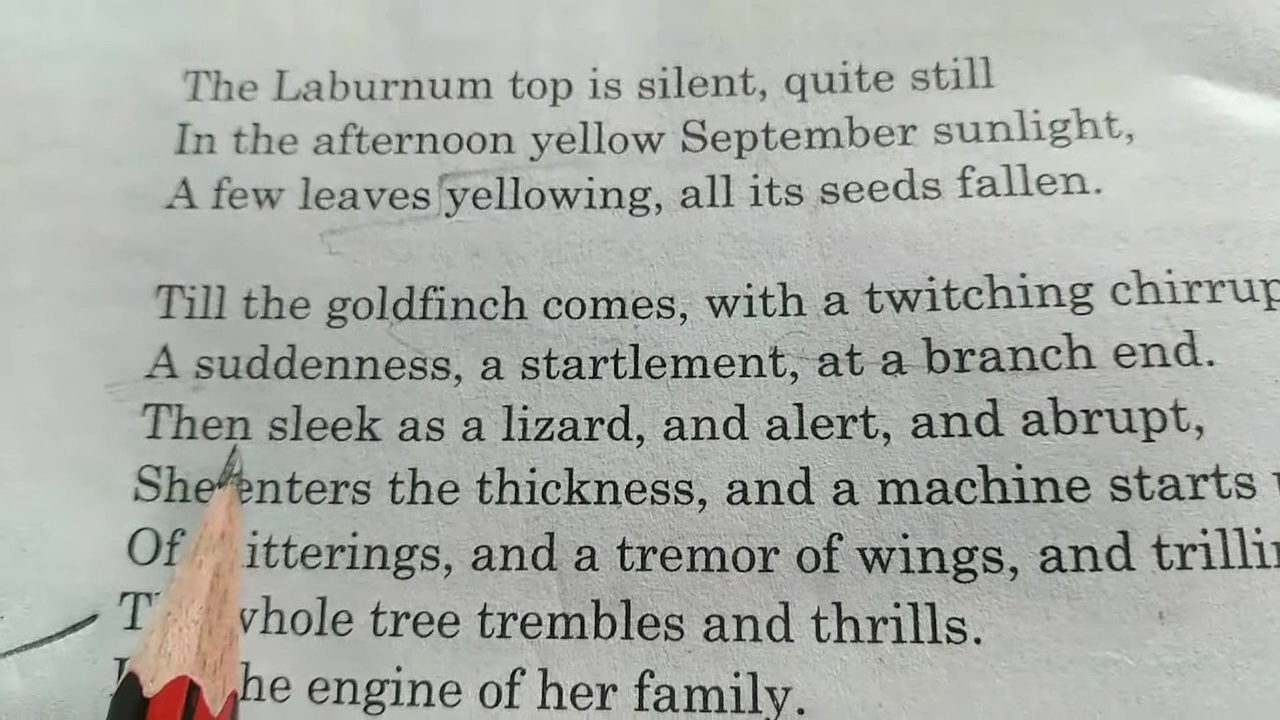 The Laburnum top is silent, quite still
In the afternoon yellow September sunlight,
A few leaves yellowing, all its seeds fallen.
Till the goldfinch comes, with a twitching chirrup
A suddenness, a startlement, at a branch end.
Then sleek as a lizard, and alert, and abrupt,
She enters the thickness, and a machine starts
Of and a tremor of wings, and
whole tree trembles and thrills.
engine of her family.